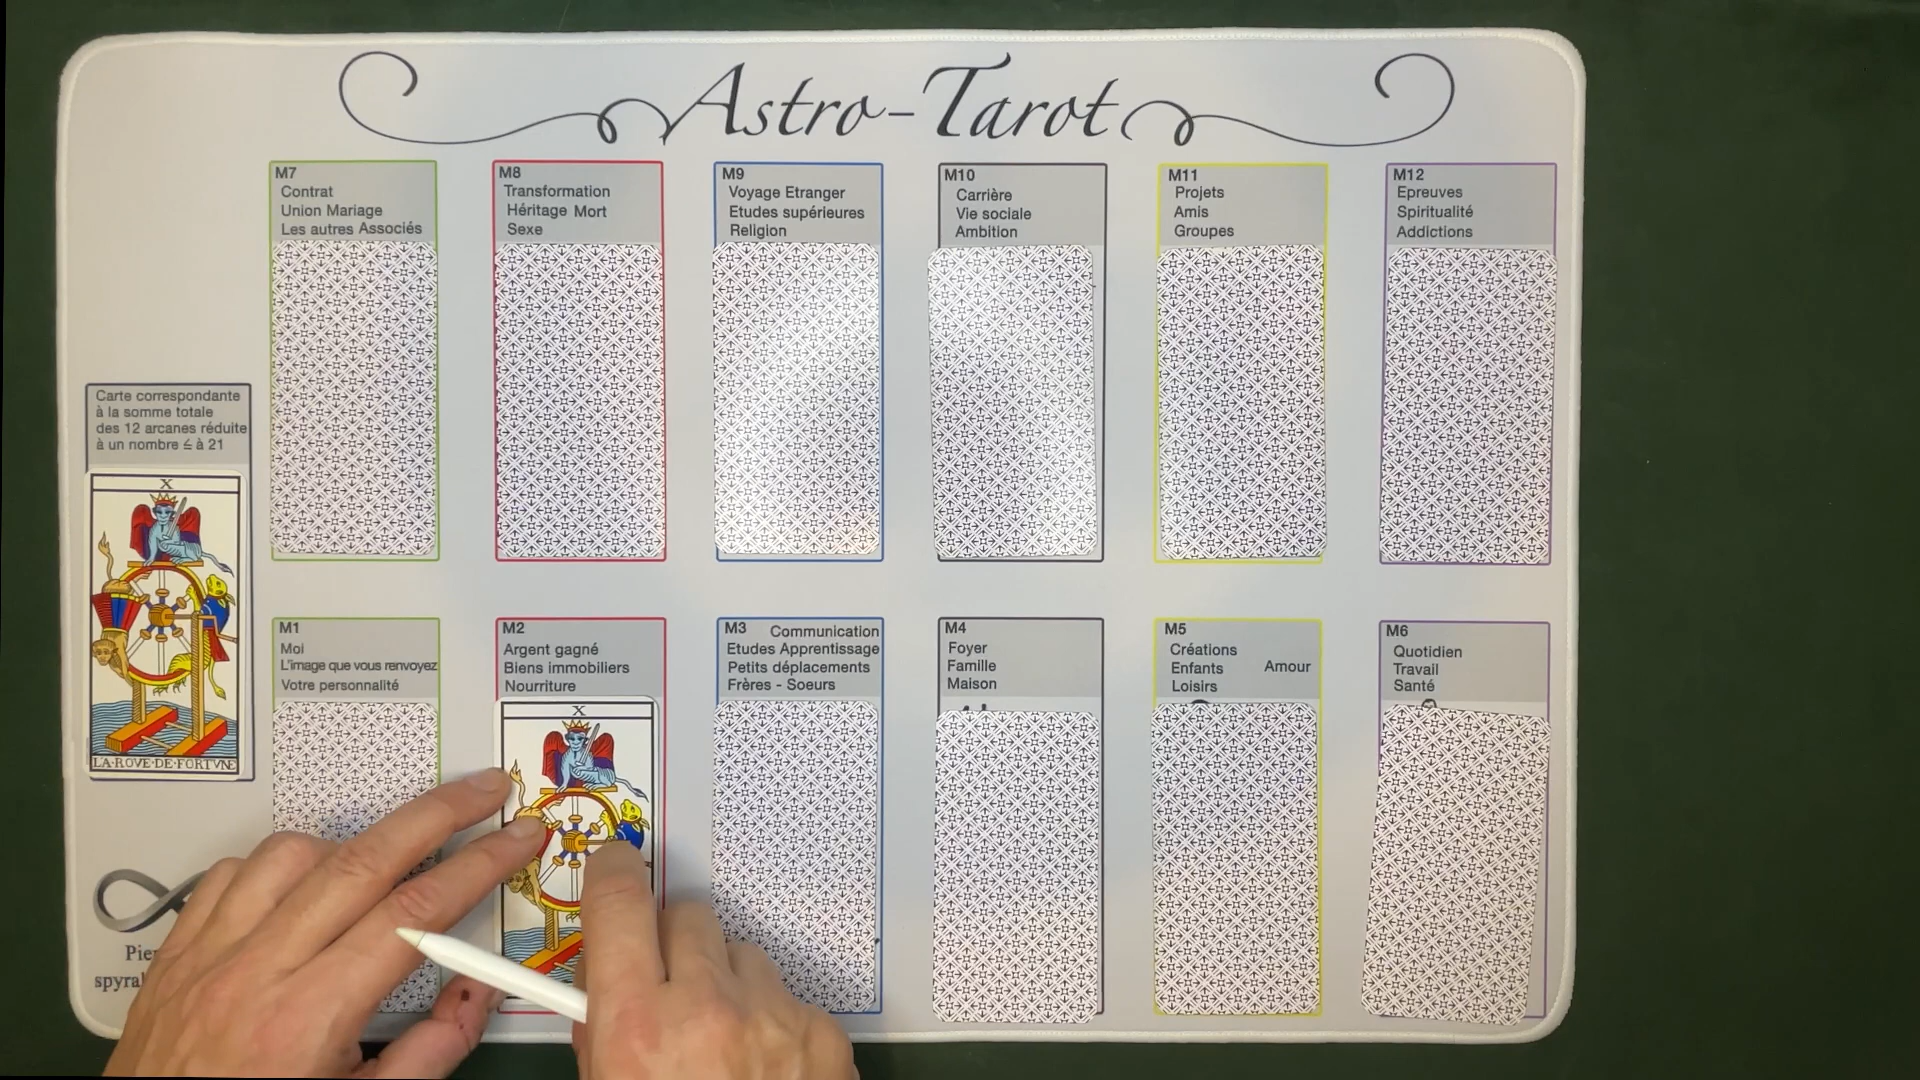 Astro-Tarot
M7
Contrat
Union Mariage
Les autres Associés
M8
Transformation
Héritage Mort
Sexe
M9
Voyage Etranger
Etudes supérieures
Religion
M10
Carrière
Vie sociale
Ambition
M11
Projets
Amis
Groupes
M12
Epreuves
Spiritualité
Addictions
Carte correspondante
à la somme totale
des 12 arcanes réduite
à un nombre ≤ à 21
X
LA·ROVE·DE·FORTVNE
M1
Moi
L'image que vous renvoyez
Votre personnalité
M2
Argent gagné
Biens immobiliers
Nourriture
X
M3 Communication
Etudes Apprentissage
Petits déplacements
Frères - Soeurs
M4
Foyer
Famille
Maison
M5
Créations
Enfants Amour
Loisirs
M6
Quotidien
Travail
Santé